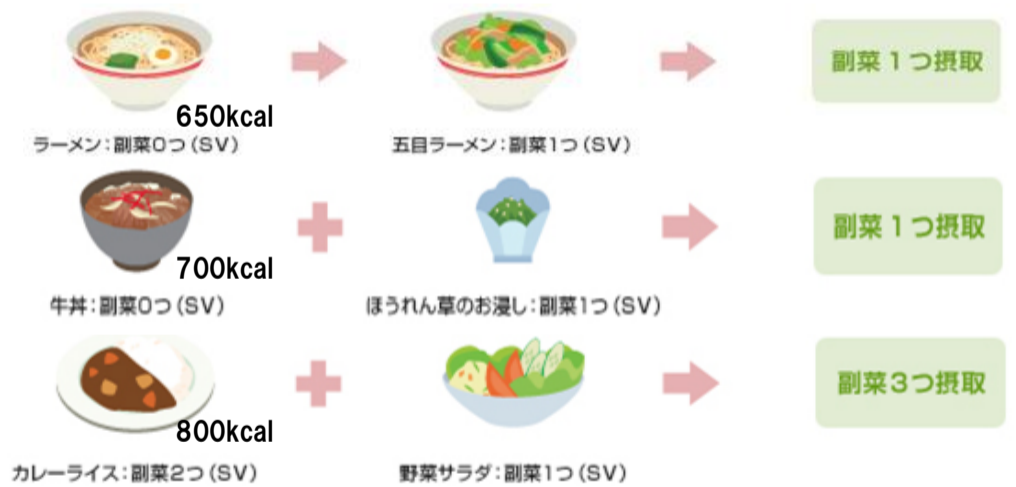 副菜1つ摂取
650kcal
ラーメン:副菜0つ(SV)
五目ラーメン:副菜1つ(SV)
副菜1つ摂取
700kcal
牛丼:副菜0つ(SV)
ほうれん草のお浸し:副菜1つ(SV)
副菜3つ摂取
800kcal
カレーライス:副菜2つ(SV)
野菜サラダ:副菜1つ(SV)